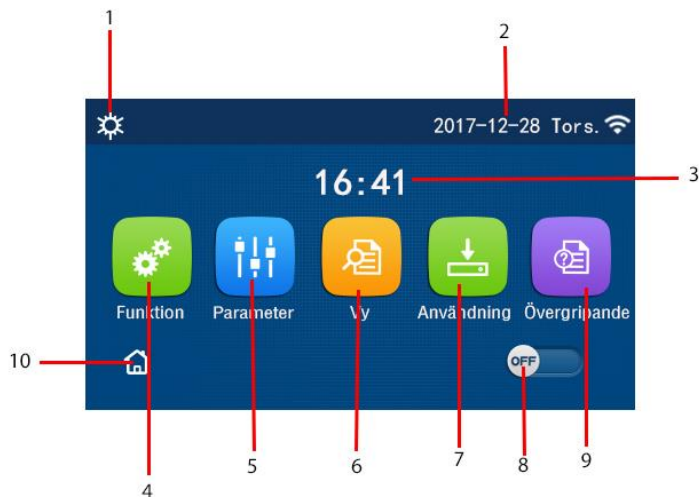 1
2
2017-12-28 Tors.
16:41
3
Funktion
Parameter
Vy
Användning
Övergripande
10
OFF
4
5
6
7
8
9